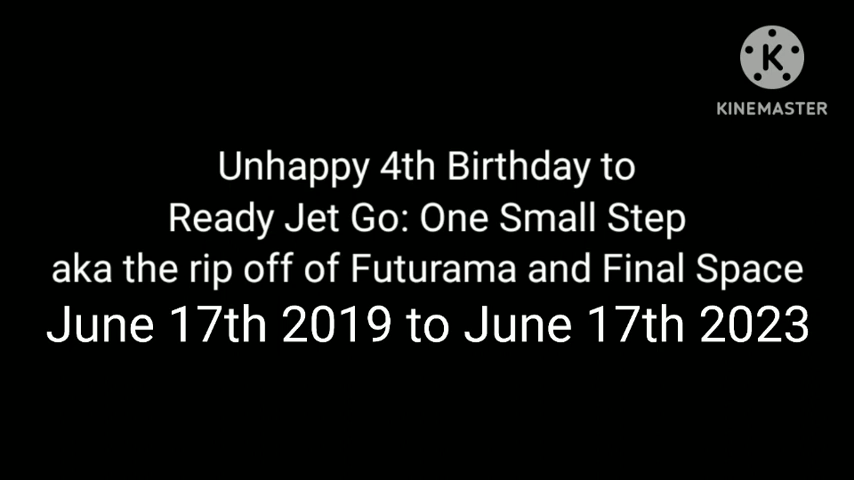 K
KINEMASTER
Unhappy 4th Birthday to
Ready Jet Go: One Small Step
aka the rip off of Futurama and Final Space
June 17th 2019 to June 17th 2023